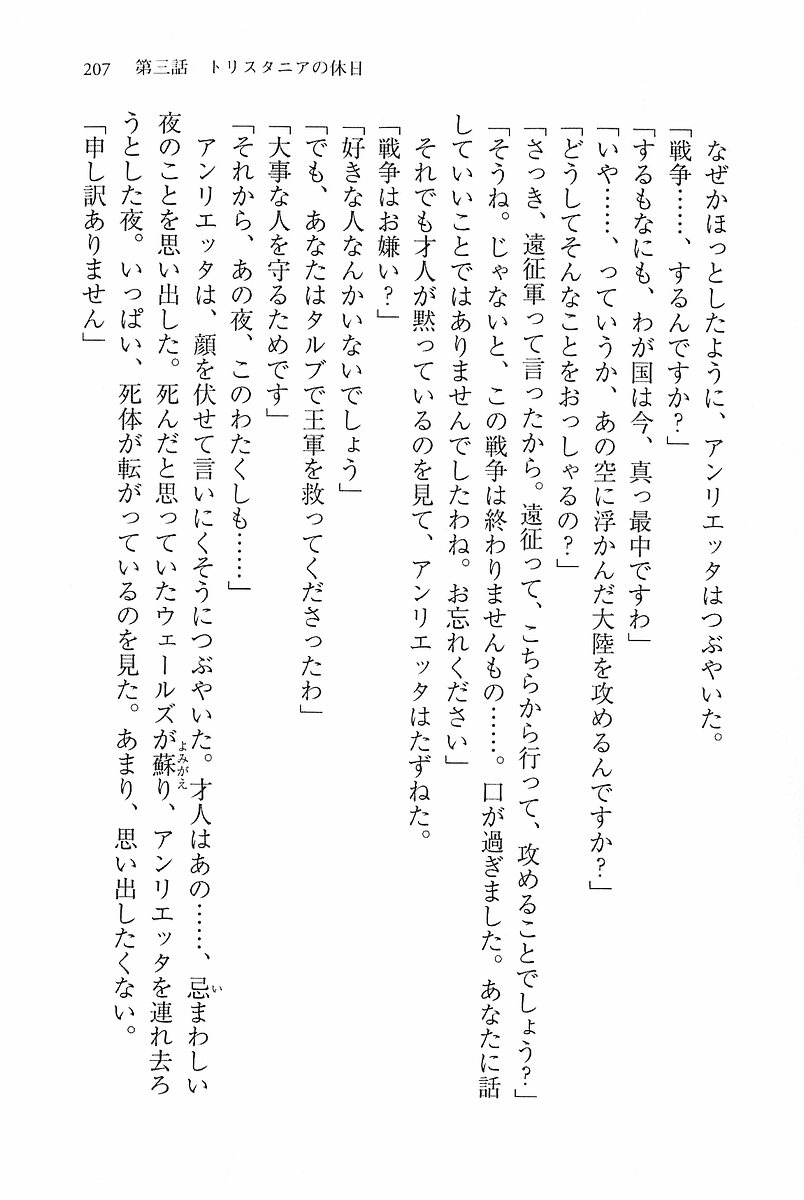 207　第三話　トリスタニアの休日
　なぜかほっとしたように、アンリエッタはつぶやいた。
「戦争……、するんですか？」
「するもなにも、わが国は今、真っ最中ですわ」
「いや……、っていうか、あの空に浮かんだ大陸を攻めるんですか？」
「どうしてそんなことをおっしゃるの？」
「さっき、遠征軍って言ったから。遠征って、こちらから行って、攻めることでしょう？」
「そうね。じゃないと、この戦争は終わりませんもの……。口が過ぎました。あなたに話
していいことではありませんでしたわね。お忘れください」
　それでも才人が黙っているのを見て、アンリエッタはたずねた。
「戦争はお嫌い？」
「好きな人なんかいないでしょう」
「でも、あなたはタルブで王軍を救ってくださったわ」
「大事な人を守るためです」
「それから、あの夜、このわたくしも……」
　アンリエッタは、顔を伏せて言いにくそうにつぶやいた。才人はあの……、忌まわしい
夜のことを思い出した。死んだと思っていたウェールズが蘇り、アンリエッタを連れ去ろ
うとした夜。いっぱい、死体が転がっているのを見た。あまり、思い出したくない。
「申し訳ありません」
い
よみがえ